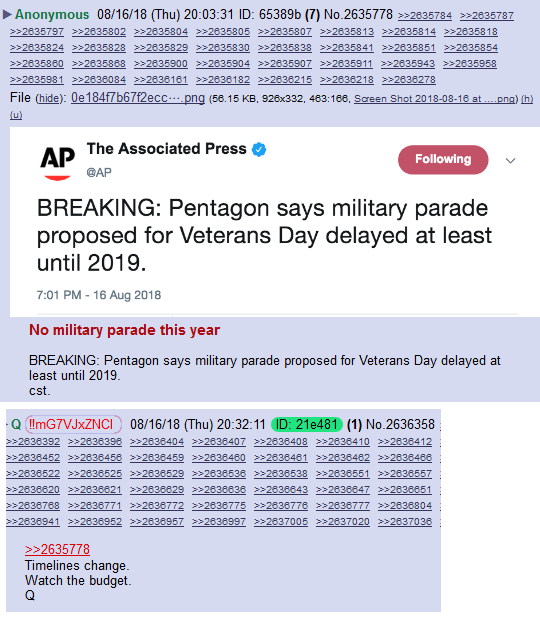 Anonymous 08/16/18 (Thu) 20:03:31 ID: 65389b (7) No.2635778 >>2635784 >>2635787
>>2635797 >>2635802 >>2635804 >>2635805 >>2635807 >>2635813 >>2635814 >>2635818
>>2635824 >>2635828 >>2635829 >>2635830 >>2635838 >>2635841 >>2635851 >>2635854
>>2635860 >>2635868 >>2635900 >>2635904 >>2635907 >>2635911 >>2635943 >>2635958
>>2635981 >>2636084 >>2636161 >>2636182 >>2636215 >>2636218 >>2636278
File (hide): 0e184f7b67f2ecc⋯.png (56.15 KB, 926x332, 463:166, Screen Shot 2018-08-16 at ....png) (h)
(u)
AP
The Associated Press
@AP
Following
BREAKING: Pentagon says military parade
proposed for Veterans Day delayed at least
until 2019.
7:01 PM - 16 Aug 2018
No military parade this year
BREAKING: Pentagon says military parade proposed for Veterans Day delayed at
least until 2019.
cst.
Q !!mG7VJxZNCI 08/16/18 (Thu) 20:32:11 ID: 21e481 (1) No.2636358
>>2636392 >>2636396 >>2636404 >>2636407 >>2636408 >>2636410 >>2636412
>>2636452 >>2636456 >>2636459 >>2636460 >>2636461 >>2636462 >>2636466
>>2636522 >>2636525 >>2636529 >>2636536 >>2636538 >>2636551 >>2636557
>>2636620 >>2636621 >>2636629 >>2636636 >>2636643 >>2636647 >>2636651
>>2636768 >>2636771 >>2636772 >>2636775 >>2636776 >>2636777 >>2636804
>>2636941 >>2636952 >>2636957 >>2636997 >>2637005 >>2637020 >>2637036
>>2635778
Timelines change.
Watch the budget.
Q